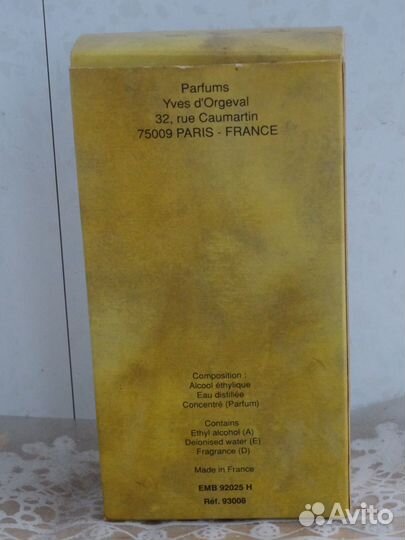 Parfums
Yves d'Orgeval
32, rue Caumartin
75009 PARIS - FRANCE
Composition :
Alcool éthylique
Eau distillée
Concentré (Parfum)
Contains
Ethyl alcohol (A)
Deionised water (E)
Fragrance (D)
Made in France
EMB 92025 H
Réf. 93008
Avito